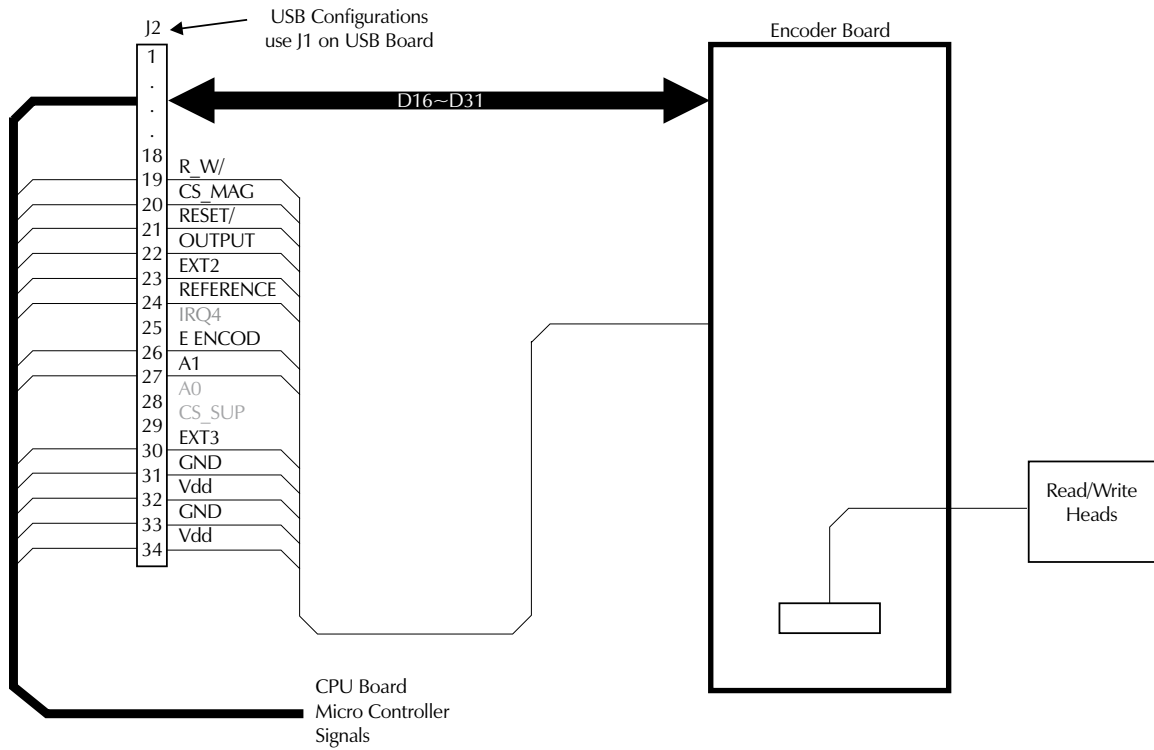 J2
USB Configurations
use J1 on USB Board
Encoder Board
1
.
.
.
.
D16~D31
18
R_W/
19
CS_MAG
20
RESET/
21
OUTPUT
22
EXT2
23
REFERENCE
24
IRQ4
25
E ENCOD
26
A1
27
A0
28
CS_SUP
29
EXT3
30
GND
31
Vdd
32
GND
33
Vdd
34
Read/Write
Heads
CPU Board
Micro Controller
Signals